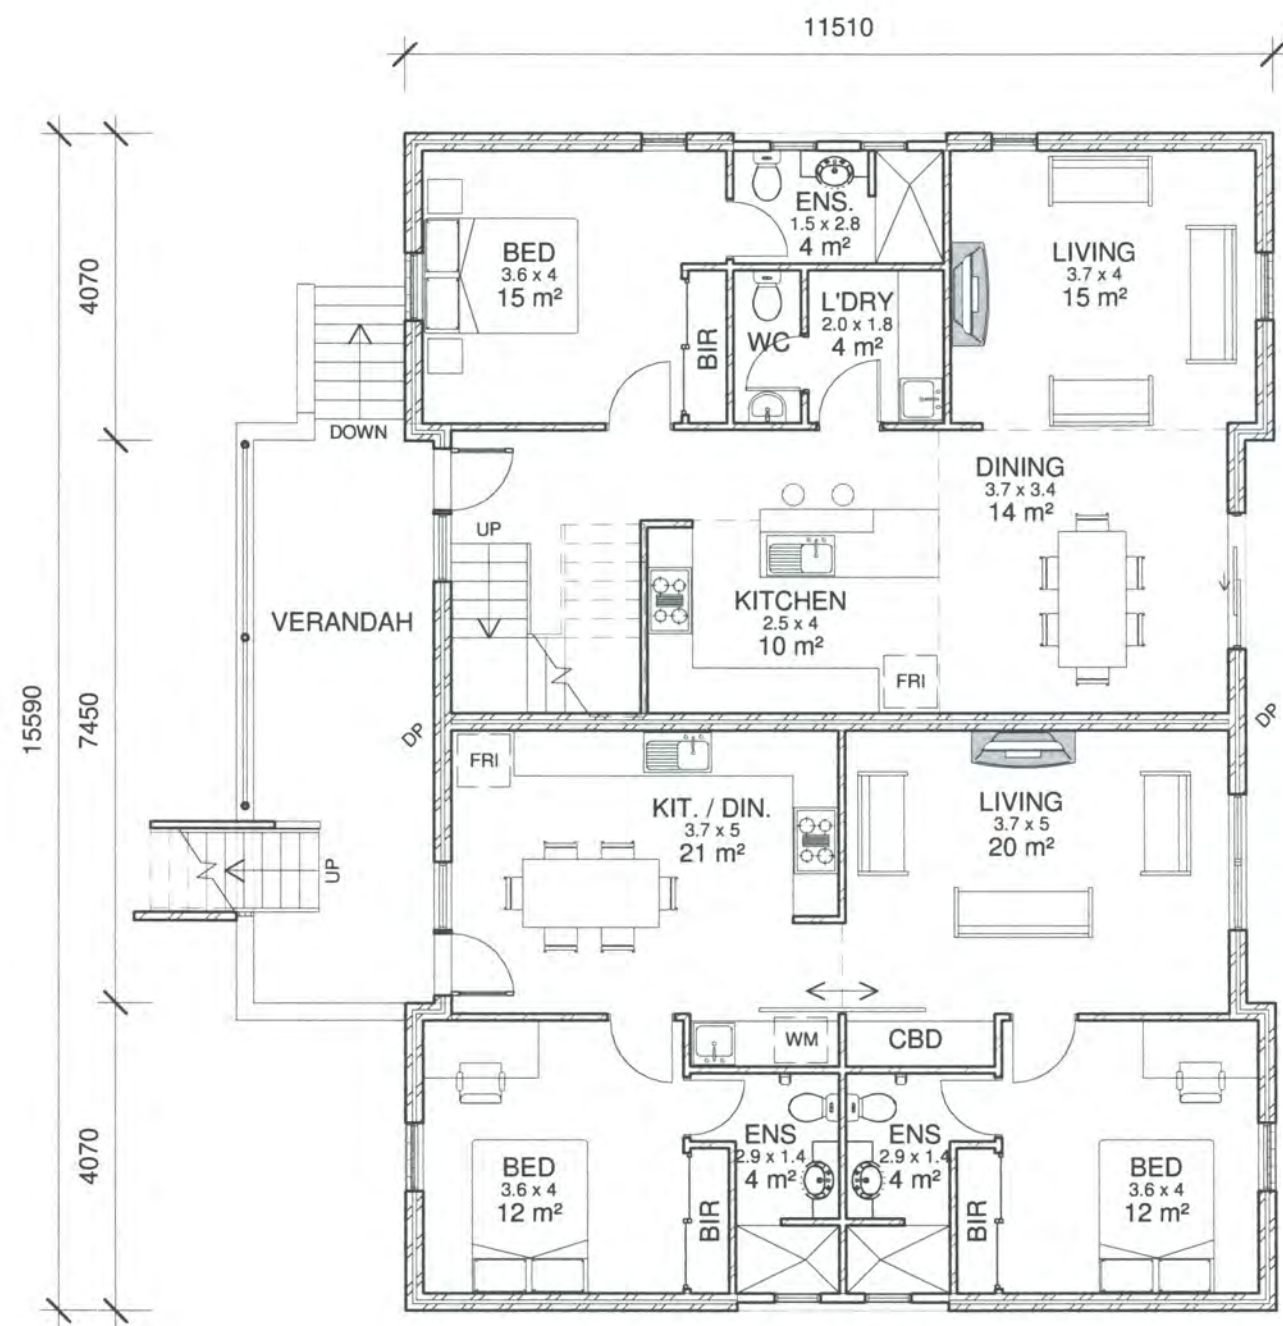 11510
15590
4070
7450
4070
BED
3.6 x 4
15 m²
ENS.
1.5 x 2.8
4 m²
LIVING
3.7 x 4
15 m²
BIR
WC
L'DRY
2.0 x 1.8
4 m²
DOWN
DINING
3.7 x 3.4
14 m²
UP
VERANDAH
KITCHEN
2.5 x 4
10 m²
FRI
DP
DP
FRI
KIT. / DIN.
3.7 x 5
21 m²
LIVING
3.7 x 5
20 m²
UP
WM
CBD
BED
3.6 x 4
12 m²
BIR
ENS
2.9 x 1.4
4 m²
ENS
2.9 x 1.4
4 m²
BIR
BED
3.6 x 4
12 m²